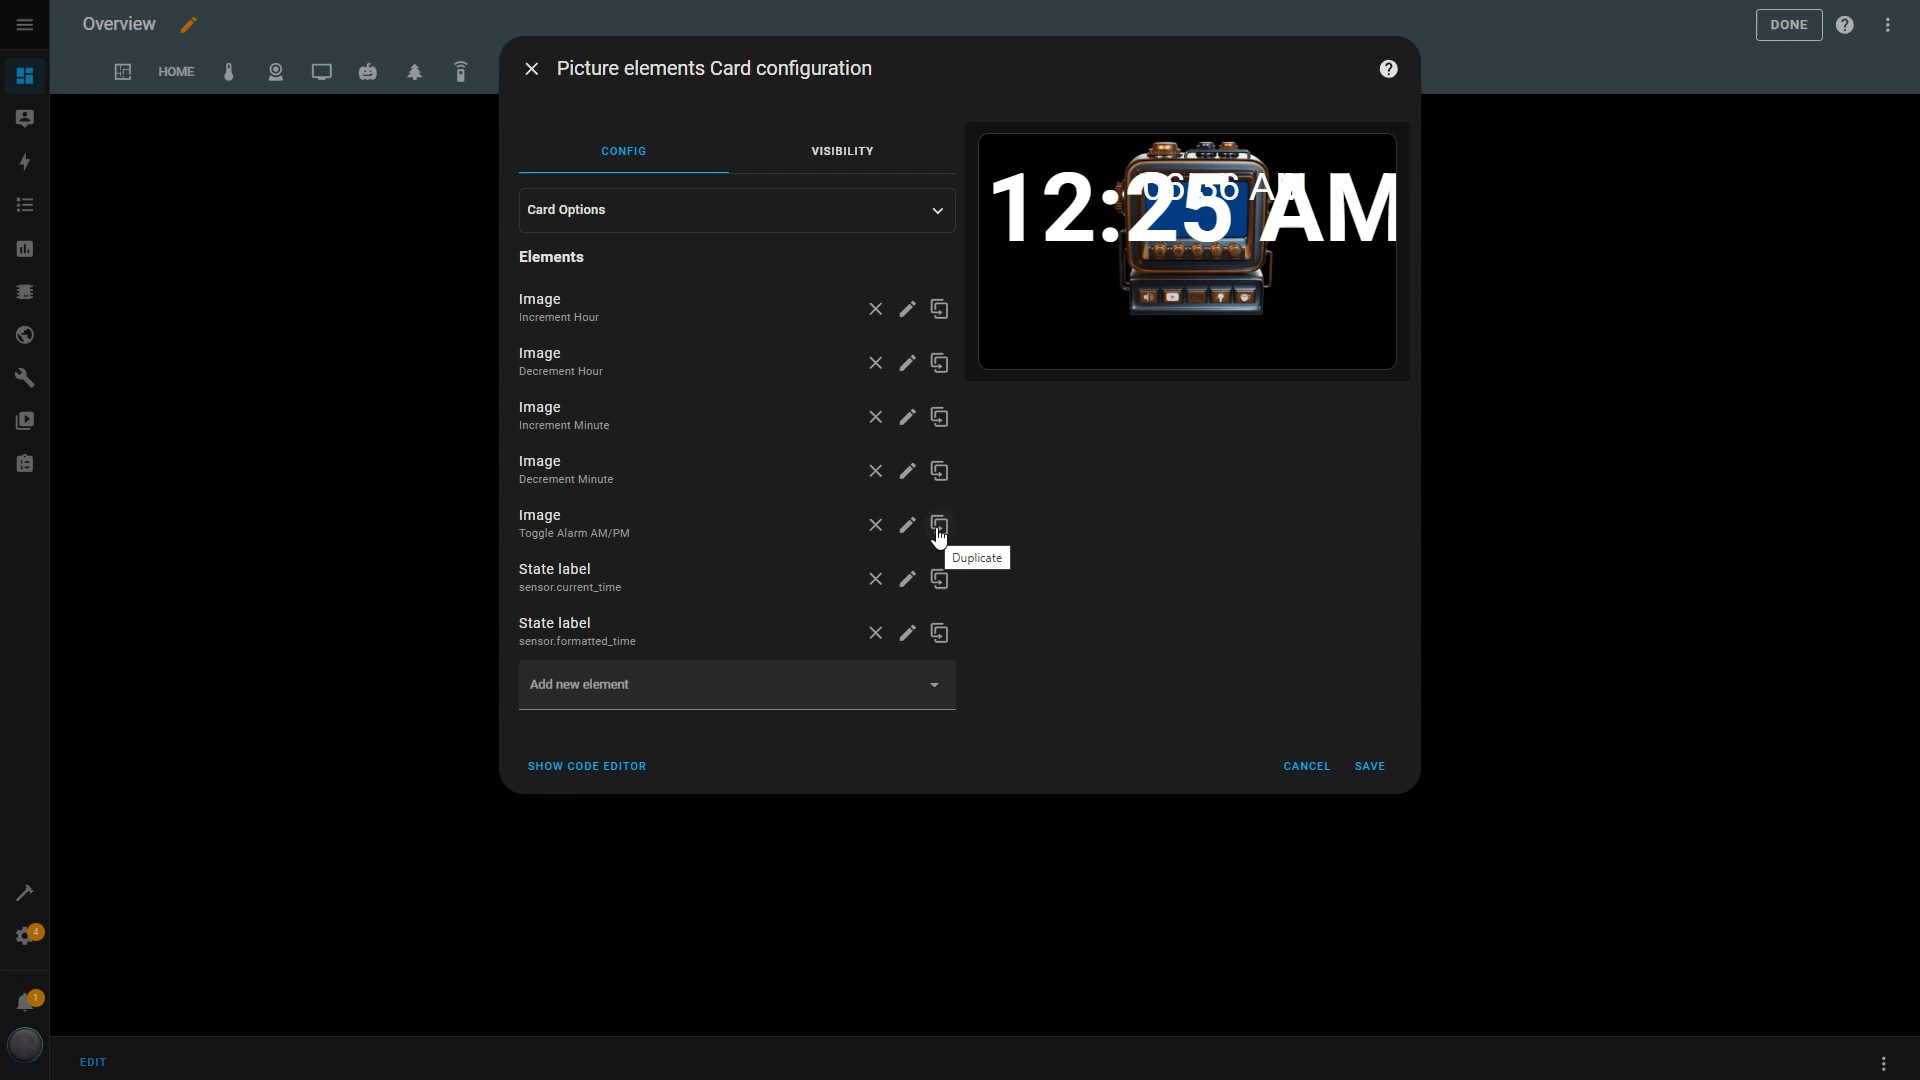 Overview
DONE
HOME
Picture elements Card configuration
CONFIG
VISIBILITY
Card Options
Elements
Image
Increment Hour
Image
Decrement Hour
Image
Increment Minute
Image
Decrement Minute
Image
Toggle Alarm AM/PM
Duplicate
State label
sensor.current_time
State label
sensor.formatted_time
Add new element
SHOW CODE EDITOR
CANCEL
SAVE
12:25 AM
4
1
EDIT